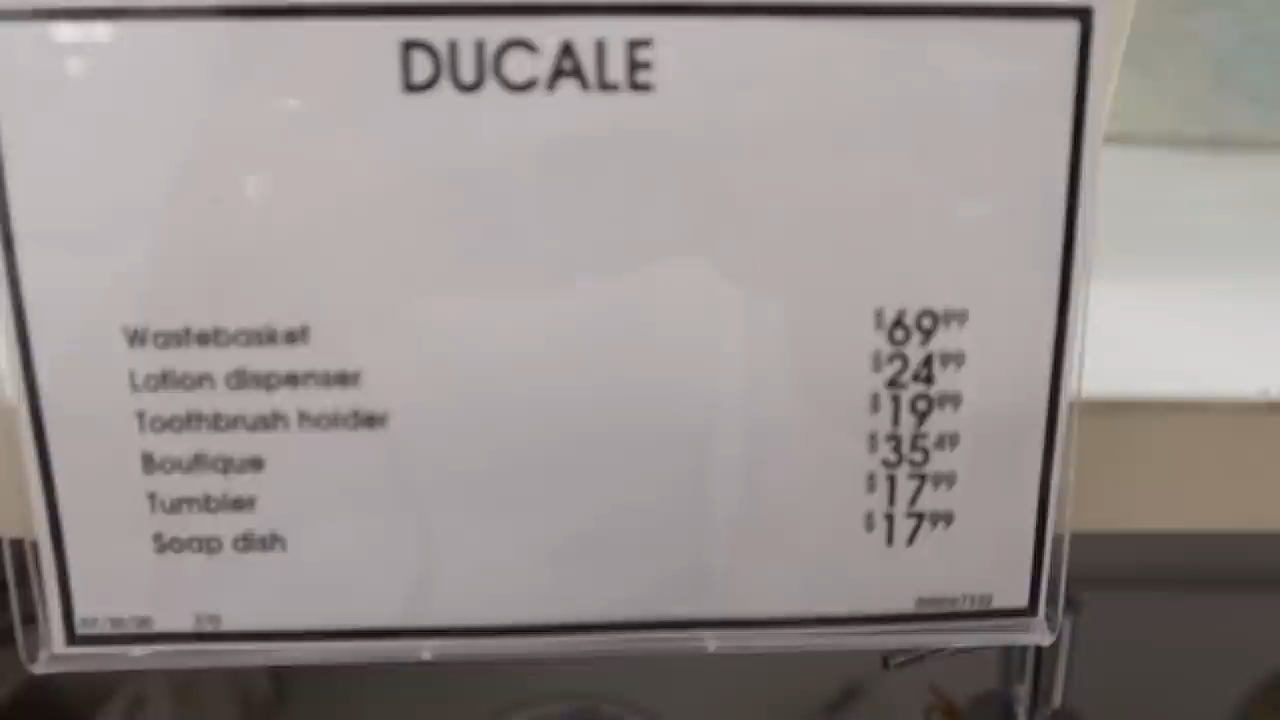 DUCALE
Wastebasket $69.99
Lotion dispenser $24.99
Toothbrush holder $19.99
Boutique $35.49
Tumbler $17.99
Soap dish $17.99